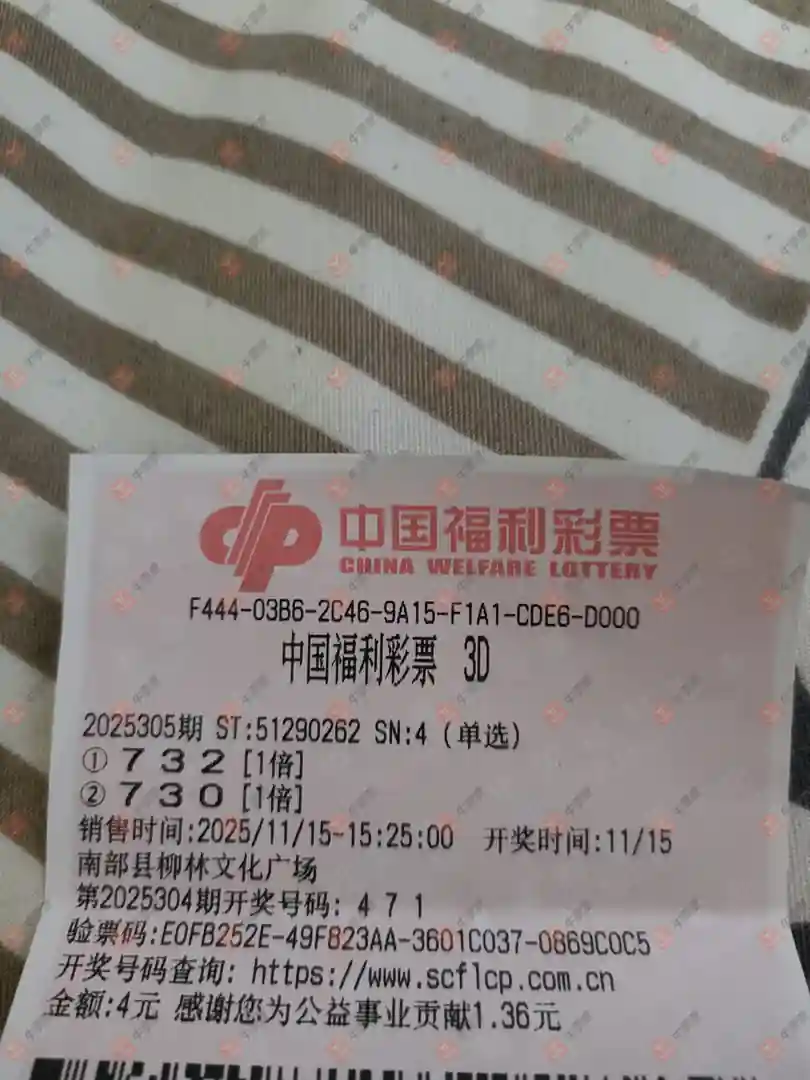 中国福利彩票
CHINA WELFARE LOTTERY
F444-03B6-2C46-9A15-F1A1-CDE6-D000
中国福利彩票 3D
2025305期 ST:51290262 SN:4 (单选)
① 7 3 2 [1倍]
② 7 3 0 [1倍]
销售时间:2025/11/15-15:25:00 开奖时间:11/15
南部县柳林文化广场
第2025304期开奖号码: 4 7 1
验票码:E0FB252E-49F823AA-3601C037-0869C0C5
开奖号码查询: https://www.scflcp.com.cn
金额:4元 感谢您为公益事业贡献1.36元